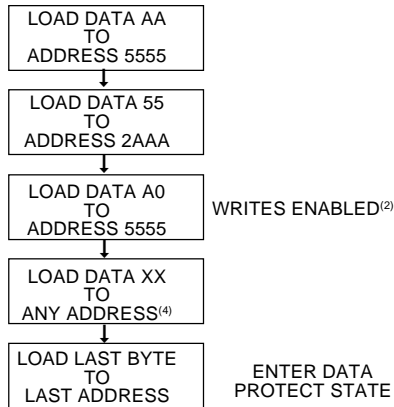 LOAD DATA AA
TO
ADDRESS 5555
LOAD DATA 55
TO
ADDRESS 2AAA
LOAD DATA A0
TO
ADDRESS 5555
WRITES ENABLED(2)
LOAD DATA XX
TO
ANY ADDRESS(4)
LOAD LAST BYTE
TO
LAST ADDRESS
ENTER DATA
PROTECT STATE